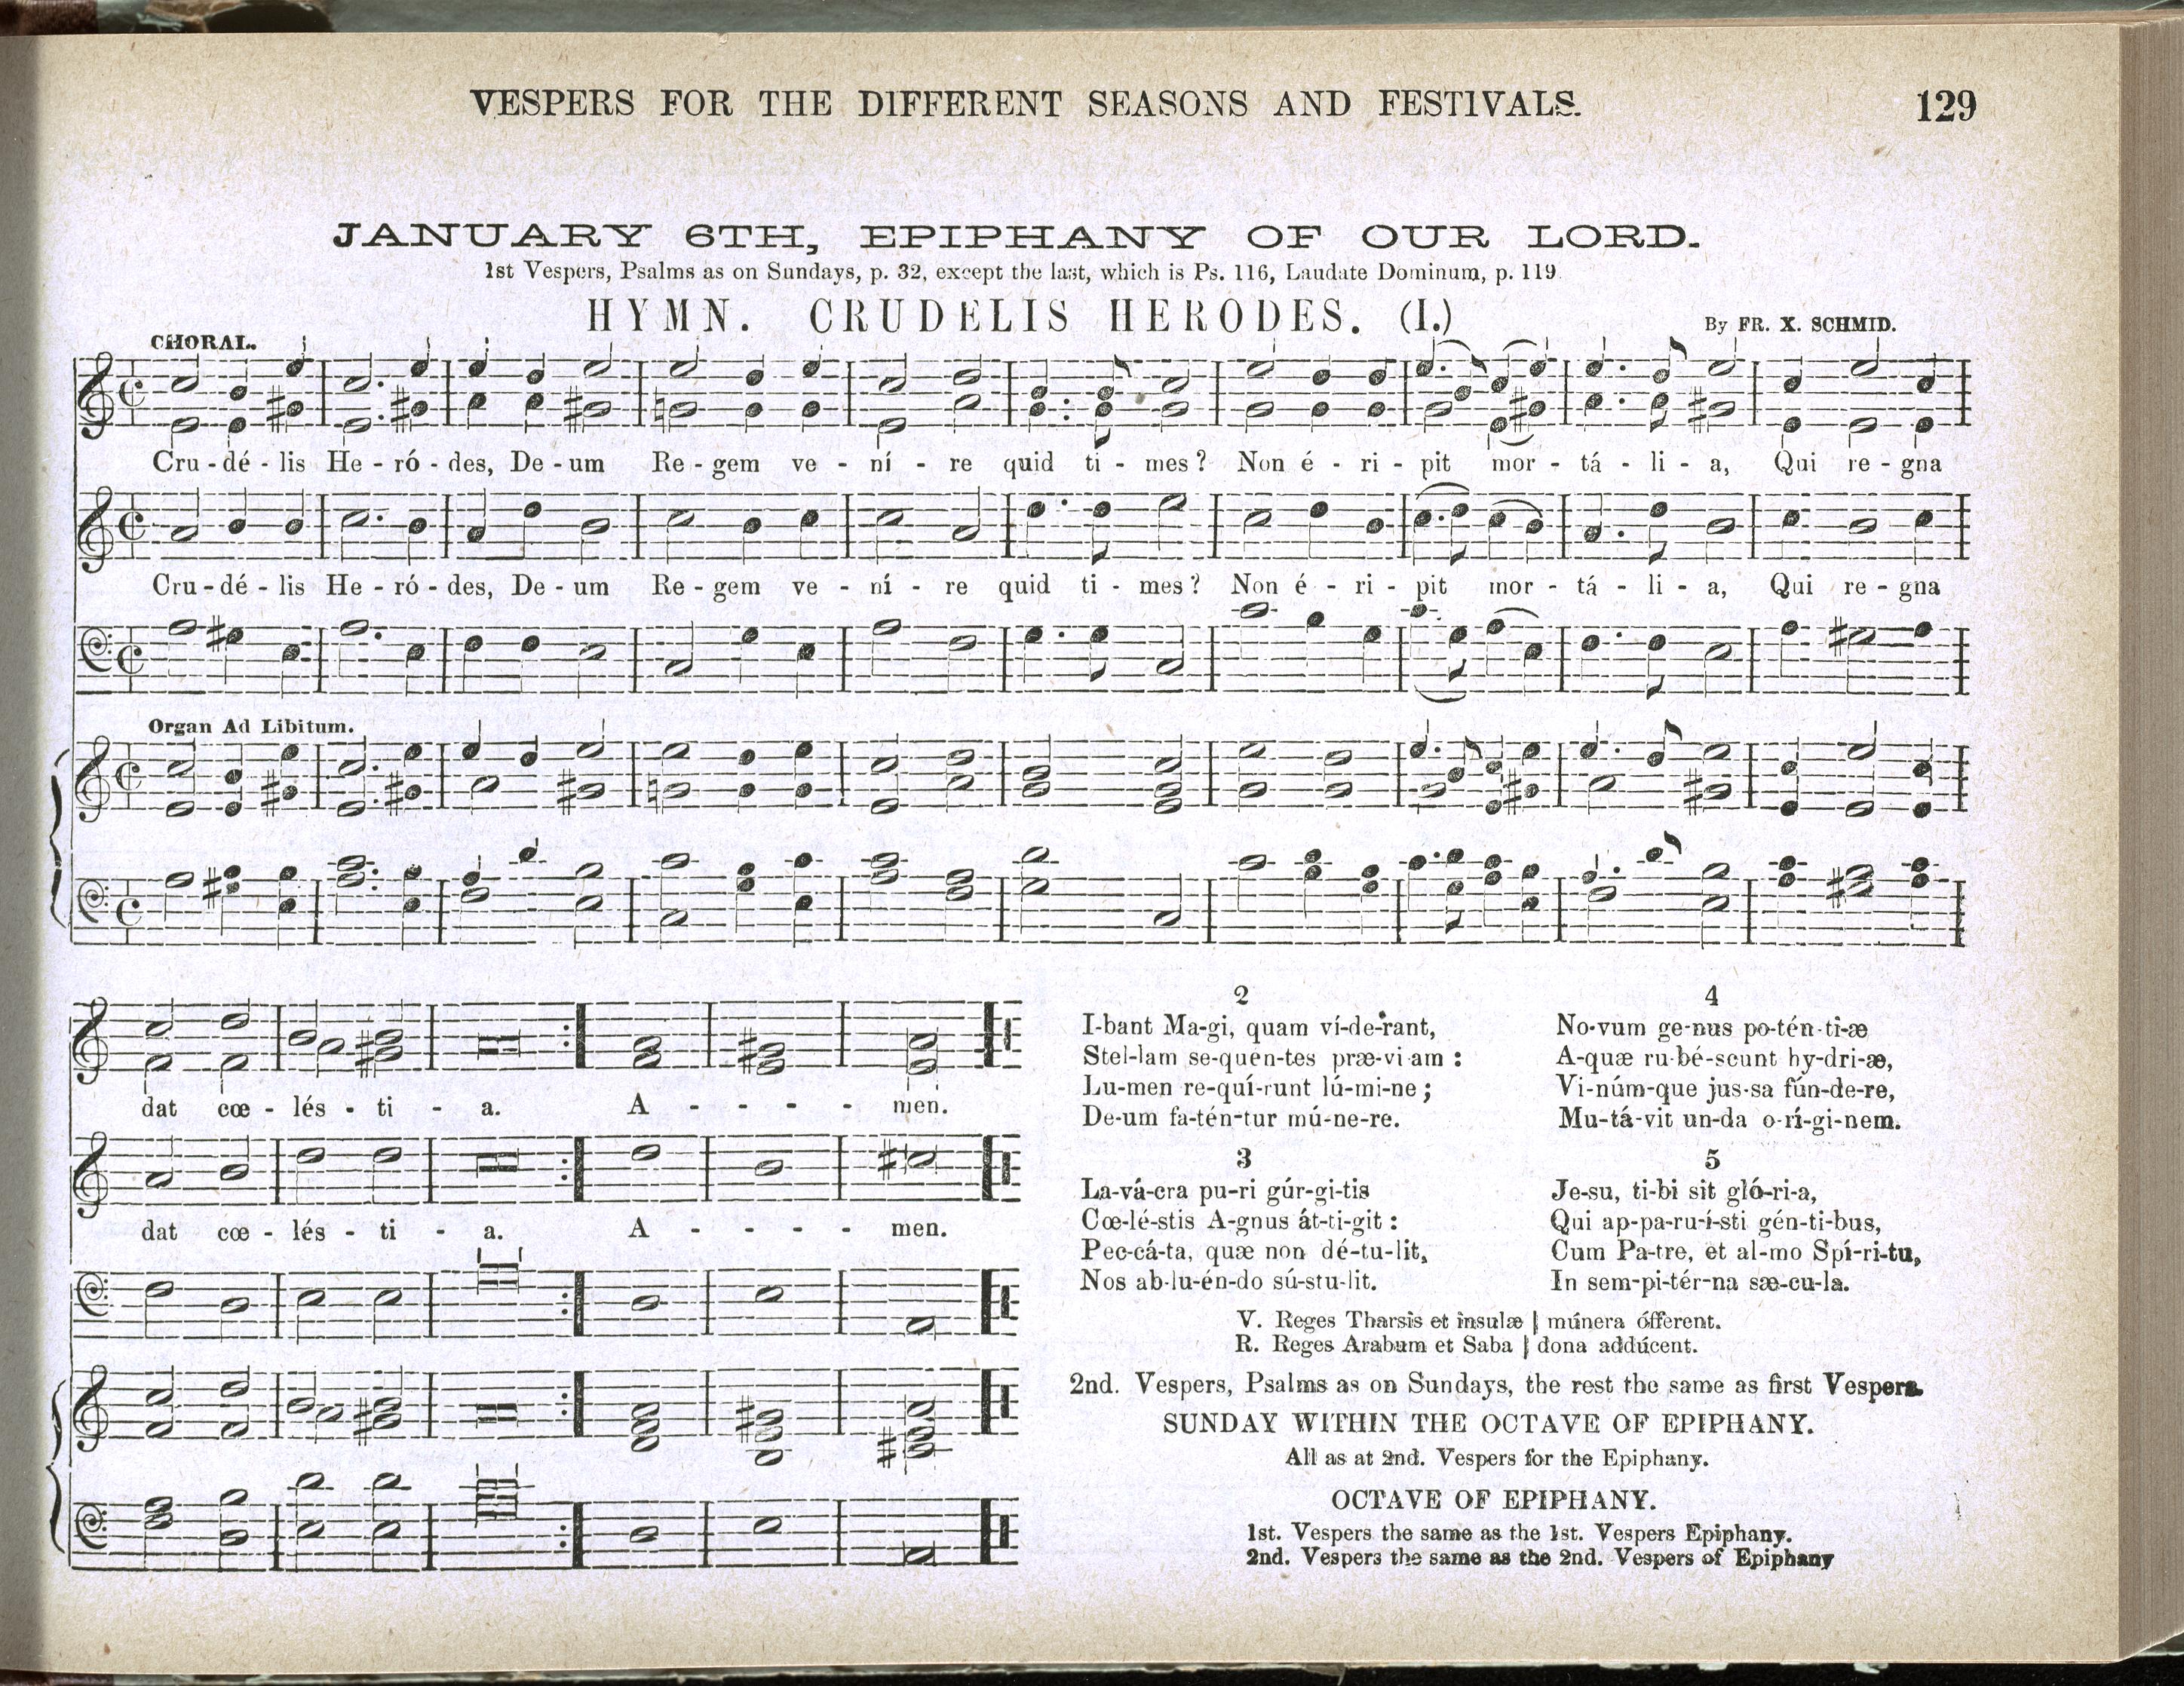 VESPERS FOR THE DIFFERENT SEASONS AND FESTIVALS. 129
JANUARY 6TH, EPIPHANY OF OUR LORD.
1st Vespers, Psalms as on Sundays, p. 32, except the last, which is Ps. 116, Laudate Dominum, p. 119.
HYMN. CRUDELIS HERODES. (I.)
By FR. X. SCHMID.
CHORAL.
Cru - dé - lis He - ró - des, De - um Re - gem ve - ní - re quid ti - mes? Non é - ri - pit mor - tá - li - a, Qui re - gna
Cru - dé - lis He - ró - des, De - um Re - gem ve - ní - re quid ti - mes? Non é - ri - pit mor - tá - li - a, Qui re - gna
Organ Ad Libitum.
dat cœ - lés - ti - a. A - - - - men.
dat cœ - lés - ti - a. A - - - - men.
2
I-bant Ma-gi, quam ví-de-rant,
Stel-lam se-quen-tes præ-vi-am :
Lu-men re-quí-runt lú-mi-ne ;
De-um fa-tén-tur mú-ne-re.
3
La-vá-cra pu-ri gúr-gi-tis
Cœ-lé-stis A-gnus át-ti-git :
Pec-cá-ta, quæ non dé-tu-lit,
Nos ab-lu-én-do sú-stu-lit.
4
No-vum ge-nus po-tén-ti-æ
A-quæ ru-bé-scunt hy-dri-æ,
Vi-núm-que jus-sa fún-de-re,
Mu-tá-vit un-da o-rí-gi-nem.
5
Je-su, ti-bi sit gló-ri-a,
Qui ap-pa-ru-í-sti gén-ti-bus,
Cum Pa-tre, et al-mo Spí-ri-tu,
In sem-pi-tér-na sæ-cu-la.
V. Reges Tharsis et insulæ | múnera ófferent.
R. Reges Arabum et Saba | dona addúcent.
2nd. Vespers, Psalms as on Sundays, the rest the same as first Vespers.
SUNDAY WITHIN THE OCTAVE OF EPIPHANY.
All as at 2nd. Vespers for the Epiphany.
OCTAVE OF EPIPHANY.
1st. Vespers the same as the 1st. Vespers Epiphany.
2nd. Vespers the same as the 2nd. Vespers of Epiphany